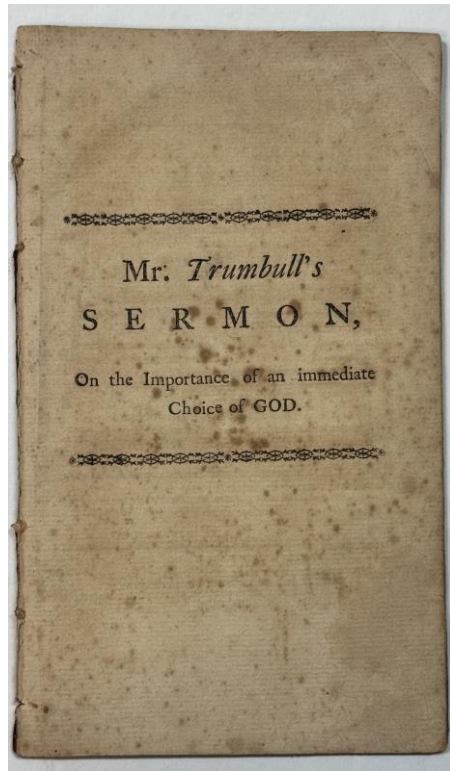 Mr. Trumbull's
SERMON,
On the Importance of an immediate
Choice of GOD.